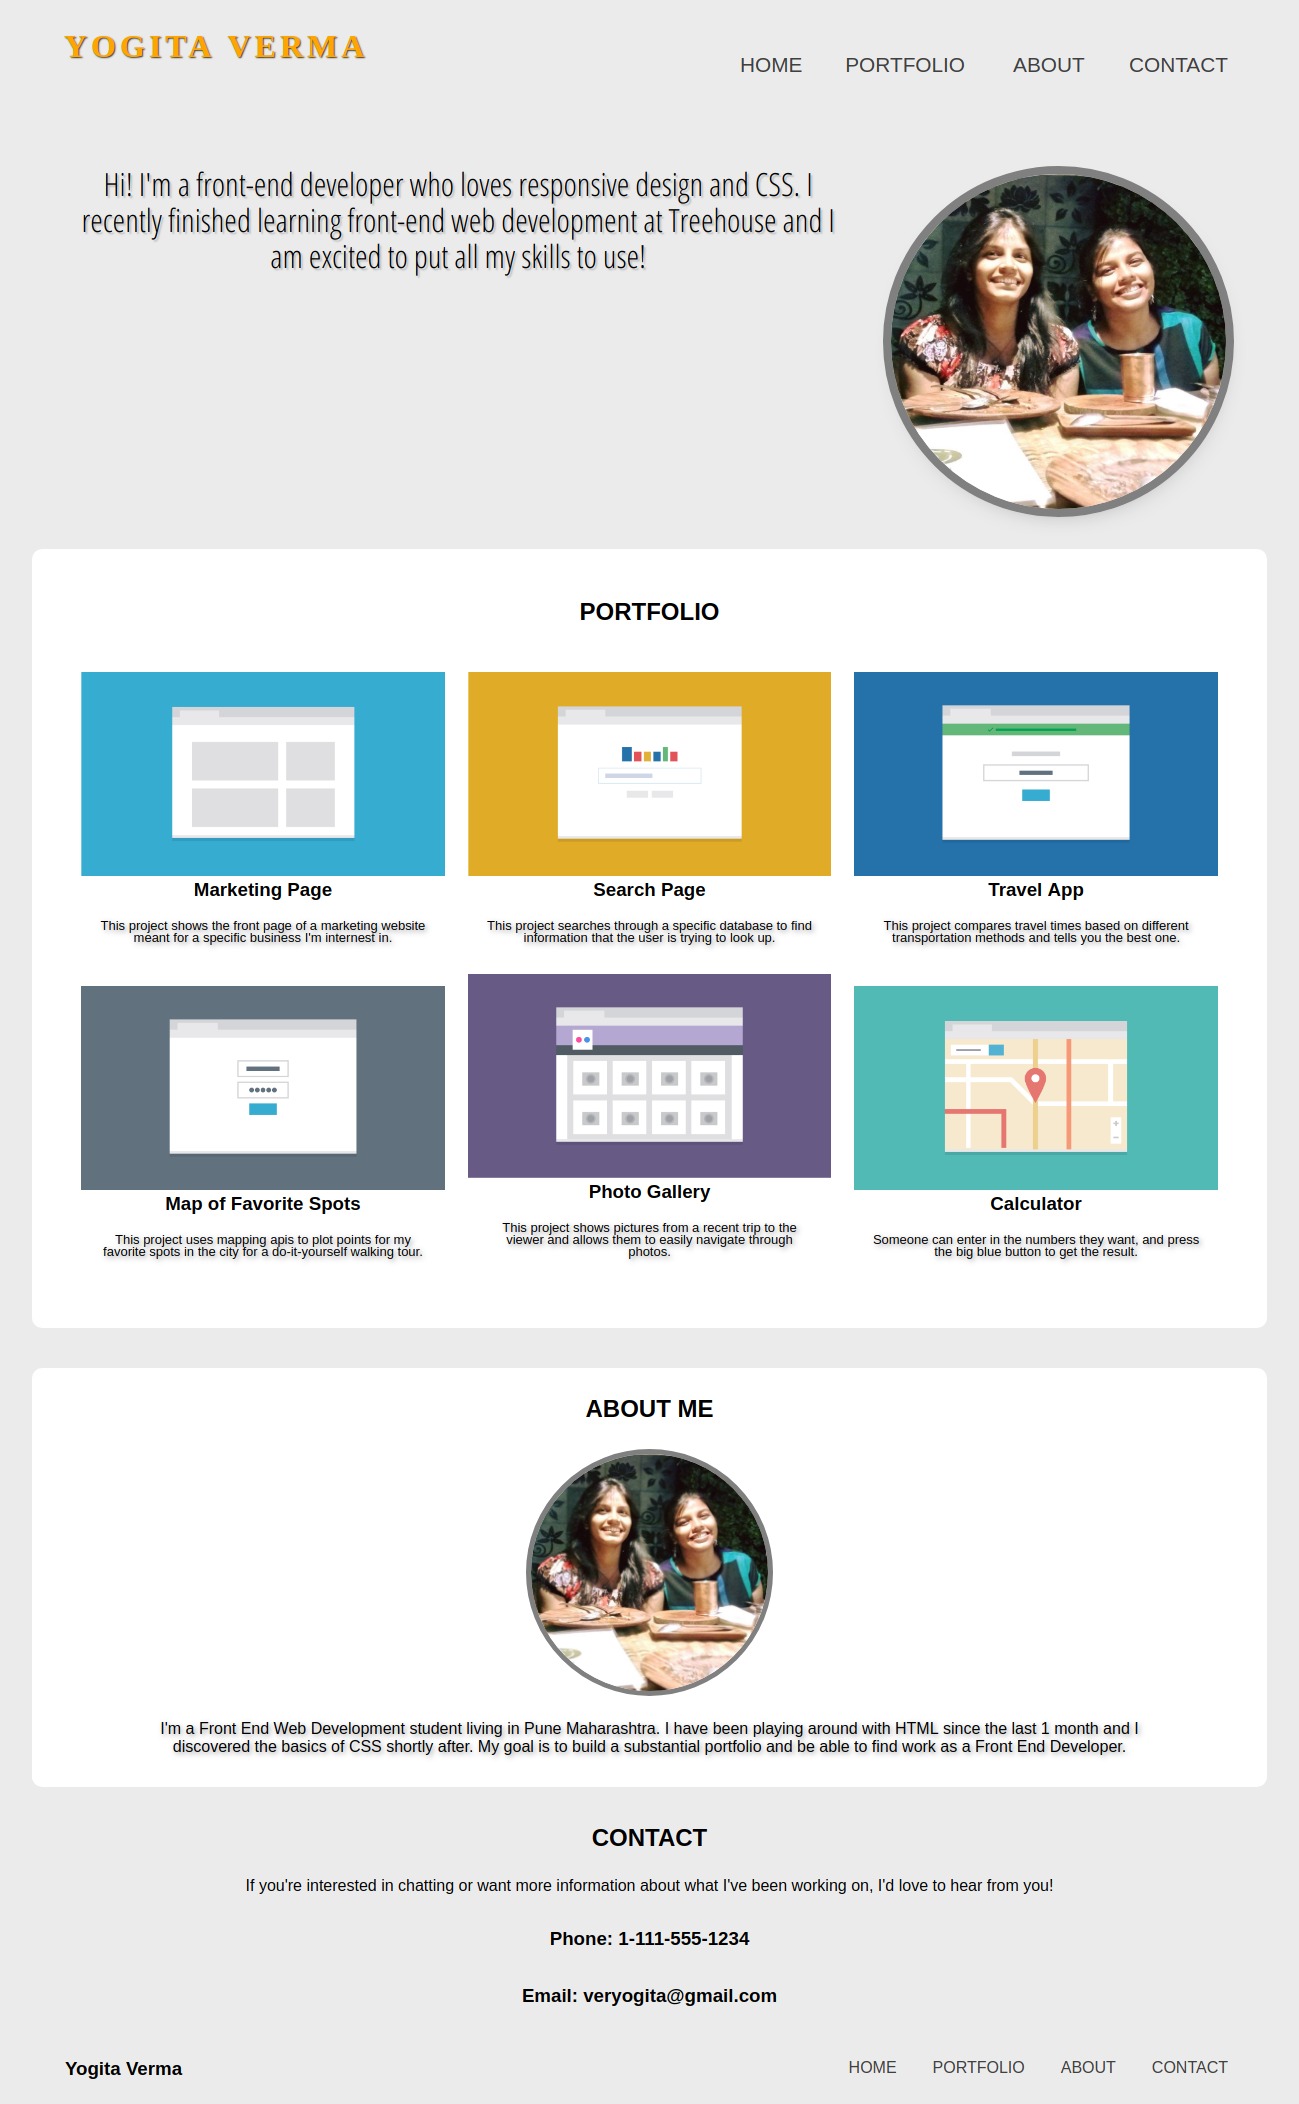 YOGITA VERMA
HOME PORTFOLIO ABOUT CONTACT
Hi! I'm a front-end developer who loves responsive design and CSS. I
recently finished learning front-end web development at Treehouse and I
am excited to put all my skills to use!
PORTFOLIO
Marketing Page
This project shows the front page of a marketing website
meant for a specific business I'm internest in.
Search Page
This project searches through a specific database to find
information that the user is trying to look up.
Travel App
This project compares travel times based on different
transportation methods and tells you the best one.
Map of Favorite Spots
This project uses mapping apis to plot points for my
favorite spots in the city for a do-it-yourself walking tour.
Photo Gallery
This project shows pictures from a recent trip to the
viewer and allows them to easily navigate through
photos.
Calculator
Someone can enter in the numbers they want, and press
the big blue button to get the result.
ABOUT ME
I'm a Front End Web Development student living in Pune Maharashtra. I have been playing around with HTML since the last 1 month and I
discovered the basics of CSS shortly after. My goal is to build a substantial portfolio and be able to find work as a Front End Developer.
CONTACT
If you're interested in chatting or want more information about what I've been working on, I'd love to hear from you!
Phone: 1-111-555-1234
Email: veryogita@gmail.com
Yogita Verma
HOME PORTFOLIO ABOUT CONTACT